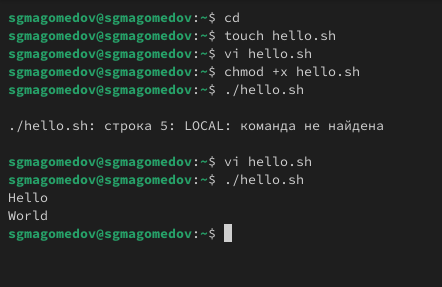 sgmagomedov@sgmagomedov:~$ cd
sgmagomedov@sgmagomedov:~$ touch hello.sh
sgmagomedov@sgmagomedov:~$ vi hello.sh
sgmagomedov@sgmagomedov:~$ chmod +x hello.sh
sgmagomedov@sgmagomedov:~$ ./hello.sh
./hello.sh: строка 5: LOCAL: команда не найдена
sgmagomedov@sgmagomedov:~$ vi hello.sh
sgmagomedov@sgmagomedov:~$ ./hello.sh
Hello
World
sgmagomedov@sgmagomedov:~$